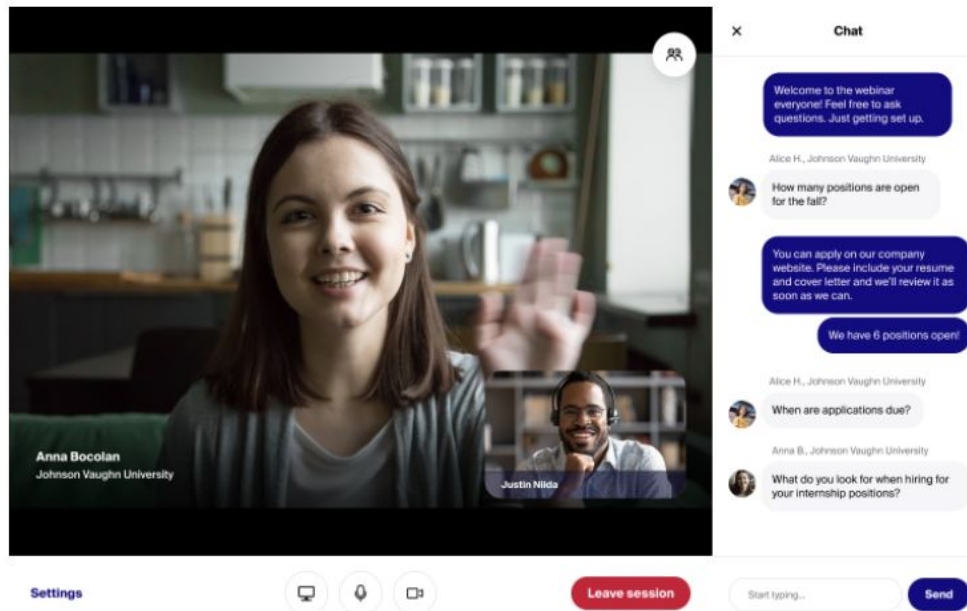 Chat
Welcome to the webinar
everyone! Feel free to ask
questions. Just getting set up.
Alice H., Johnson Vaughn University
How many positions are open
for the fall?
You can apply on our company
website. Please include your resume
and cover letter and we'll review it as
soon as we can.
We have 6 positions open!
Alice H., Johnson Vaughn University
When are applications due?
Anna B., Johnson Vaughn University
What do you look for when hiring for
your internship positions?
Anna Bocolan
Johnson Vaughn University
Justin Nilda
Settings
Leave session
Start typing...
Send